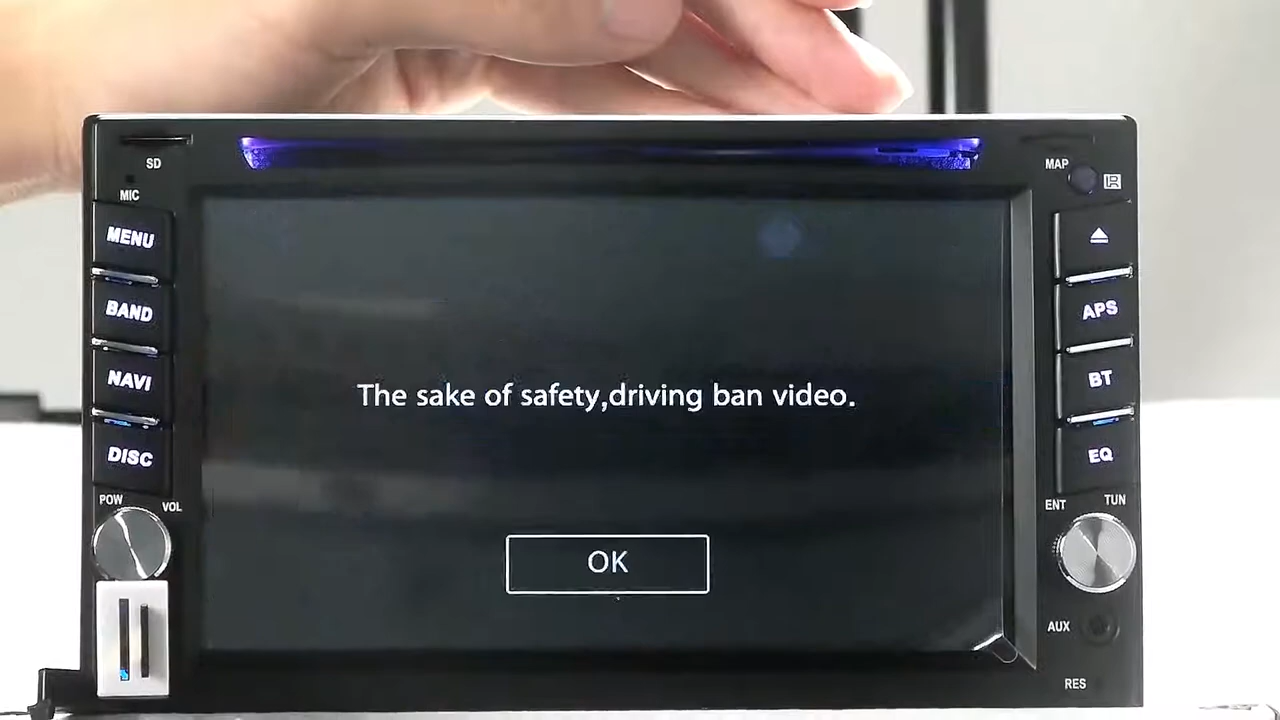 SD
MAP
IR
MIC
MENU
BAND
APS
NAVI
BT
DISC
EQ
POW
VOL
ENT
TUN
The sake of safety,driving ban video.
OK
AUX
RES